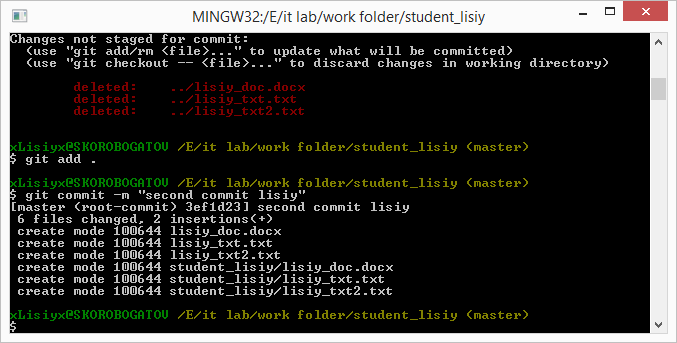 MINGW32:/E/it lab/work folder/student_lisiy
Changes not staged for commit:
  (use "git add/rm <file>..." to update what will be committed)
  (use "git checkout -- <file>..." to discard changes in working directory)
        deleted:    ../lisiy_doc.docx
        deleted:    ../lisiy_txt.txt
        deleted:    ../lisiy_txt2.txt
xLisiyx@SKOROBOGATOV /E/it lab/work folder/student_lisiy (master)
$ git add .
xLisiyx@SKOROBOGATOV /E/it lab/work folder/student_lisiy (master)
$ git commit -m "second commit lisiy"
[master (root-commit) 3ef1d23] second commit lisiy
 6 files changed, 2 insertions(+)
 create mode 100644 lisiy_doc.docx
 create mode 100644 lisiy_txt.txt
 create mode 100644 lisiy_txt2.txt
 create mode 100644 student_lisiy/lisiy_doc.docx
 create mode 100644 student_lisiy/lisiy_txt.txt
 create mode 100644 student_lisiy/lisiy_txt2.txt
xLisiyx@SKOROBOGATOV /E/it lab/work folder/student_lisiy (master)
$